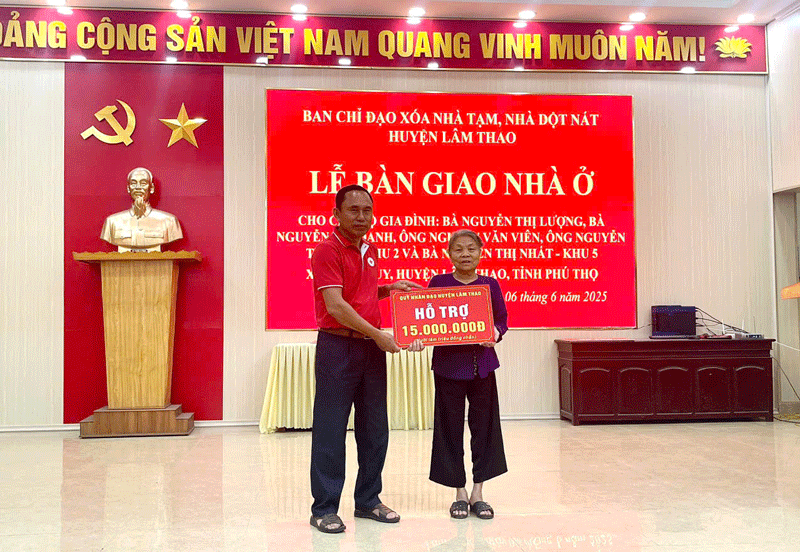 ĐẢNG CỘNG SẢN VIỆT NAM QUANG VINH MUÔN NĂM!
BAN CHỈ ĐẠO XÓA NHÀ TẠM, NHÀ DỘT NÁT
HUYỆN LÂM THAO
LỄ BÀN GIAO NHÀ Ở
CHO GIA ĐÌNH: BÀ NGUYỄN THỊ LƯỢNG, BÀ
NGUYỄN ÔNG VĂN VIÊN, ÔNG NGUYỄN
2 VÀ BÀ THỊ NHẤT - KHU 5
HUYỆN THAO, TỈNH PHÚ THỌ
06 tháng 6 năm 2025
QUỸ NHÂN ĐẠO HUYỆN LÂM THAO
HỖ TRỢ
15.000.000Đ